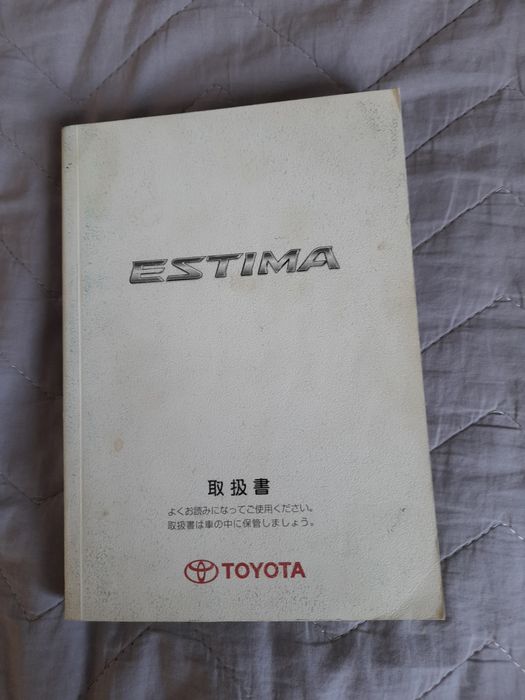 ESTIMA
取扱書
よくお読みになってご使用ください。
取扱書は車の中に保管しましょう。
TOYOTA